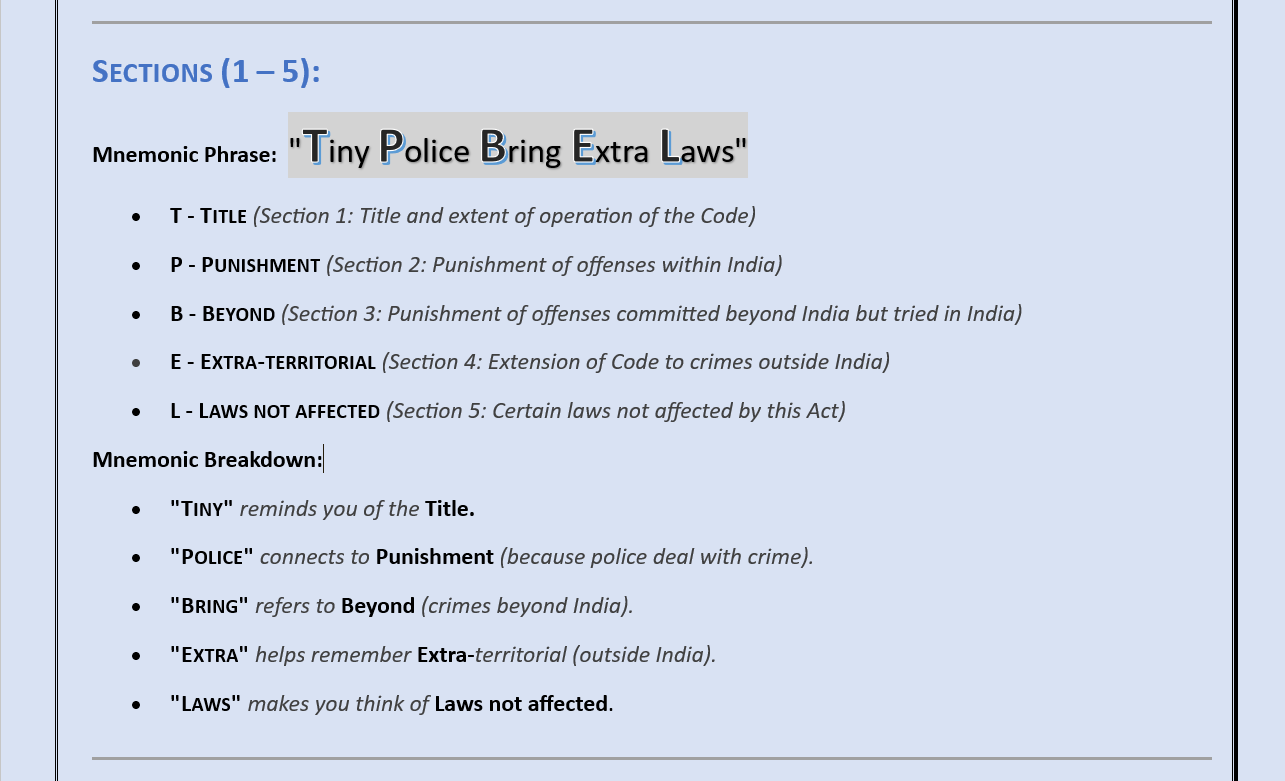 SECTIONS (1 – 5):
Mnemonic Phrase: "Tiny Police Bring Extra Laws"
• T - TITLE (Section 1: Title and extent of operation of the Code)
• P - PUNISHMENT (Section 2: Punishment of offenses within India)
• B - BEYOND (Section 3: Punishment of offenses committed beyond India but tried in India)
• E - EXTRA-TERRITORIAL (Section 4: Extension of Code to crimes outside India)
• L - LAWS NOT AFFECTED (Section 5: Certain laws not affected by this Act)
Mnemonic Breakdown:
• "TINY" reminds you of the Title.
• "POLICE" connects to Punishment (because police deal with crime).
• "BRING" refers to Beyond (crimes beyond India).
• "EXTRA" helps remember Extra-territorial (outside India).
• "LAWS" makes you think of Laws not affected.